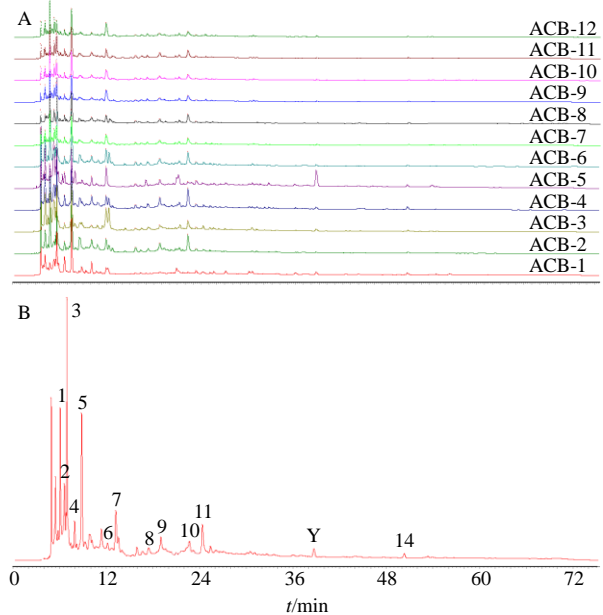 A
ACB-12
ACB-11
ACB-10
ACB-9
ACB-8
ACB-7
ACB-6
ACB-5
ACB-4
ACB-3
ACB-2
ACB-1
B
3
1
5
2
4
6
7
8
9
10
11
Y
14
0 12 24 36 48 60 72
t/min